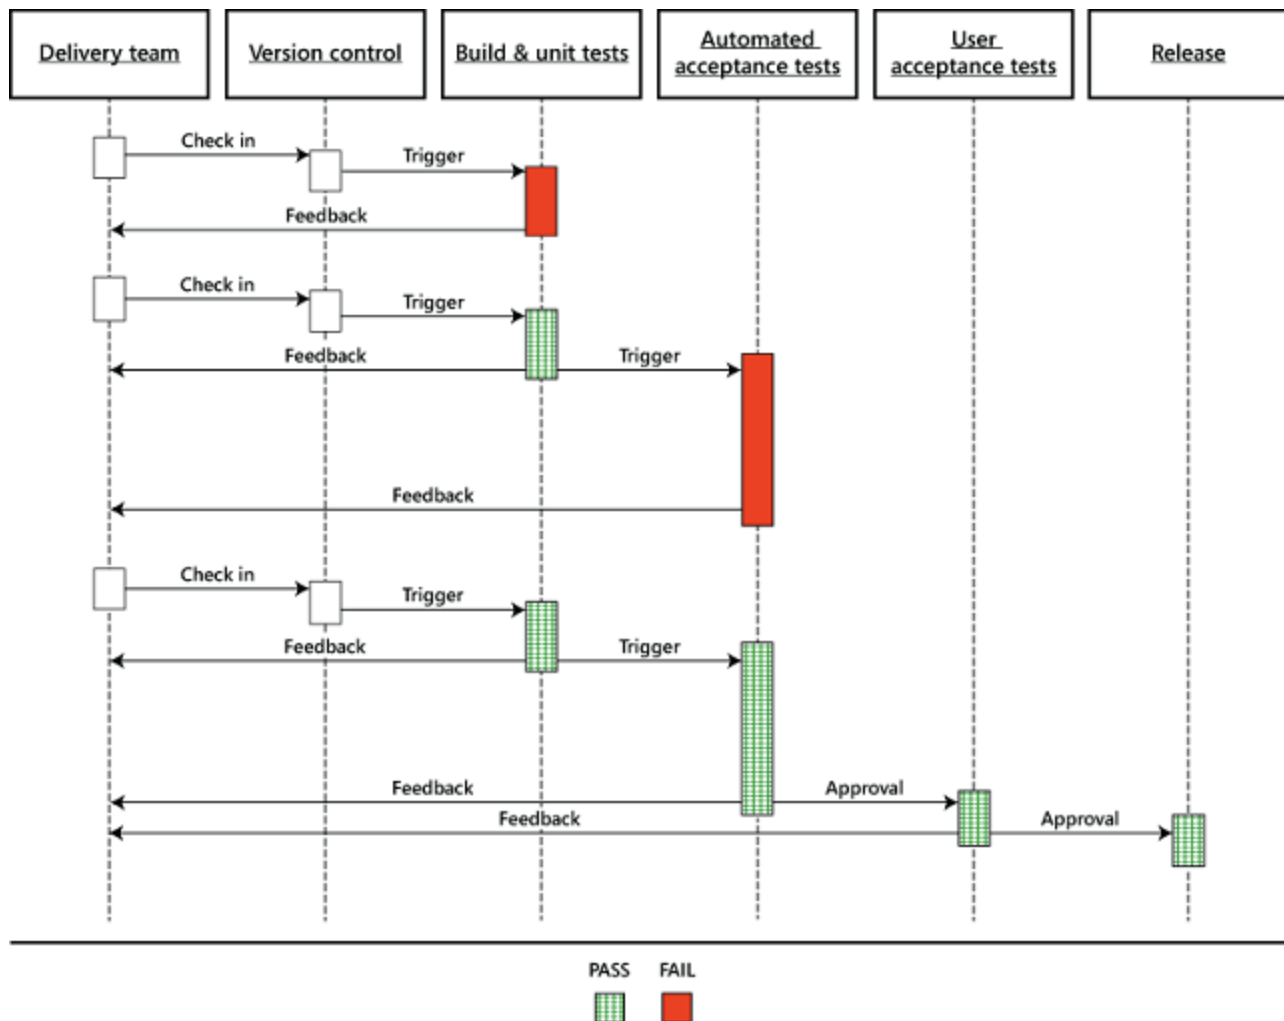 Delivery team
Version control
Build & unit tests
Automated
acceptance tests
User
acceptance tests
Release
Check in
Trigger
Feedback
Check in
Trigger
Feedback
Trigger
Feedback
Check in
Trigger
Feedback
Trigger
Feedback
Approval
Feedback
Approval
PASS
FAIL